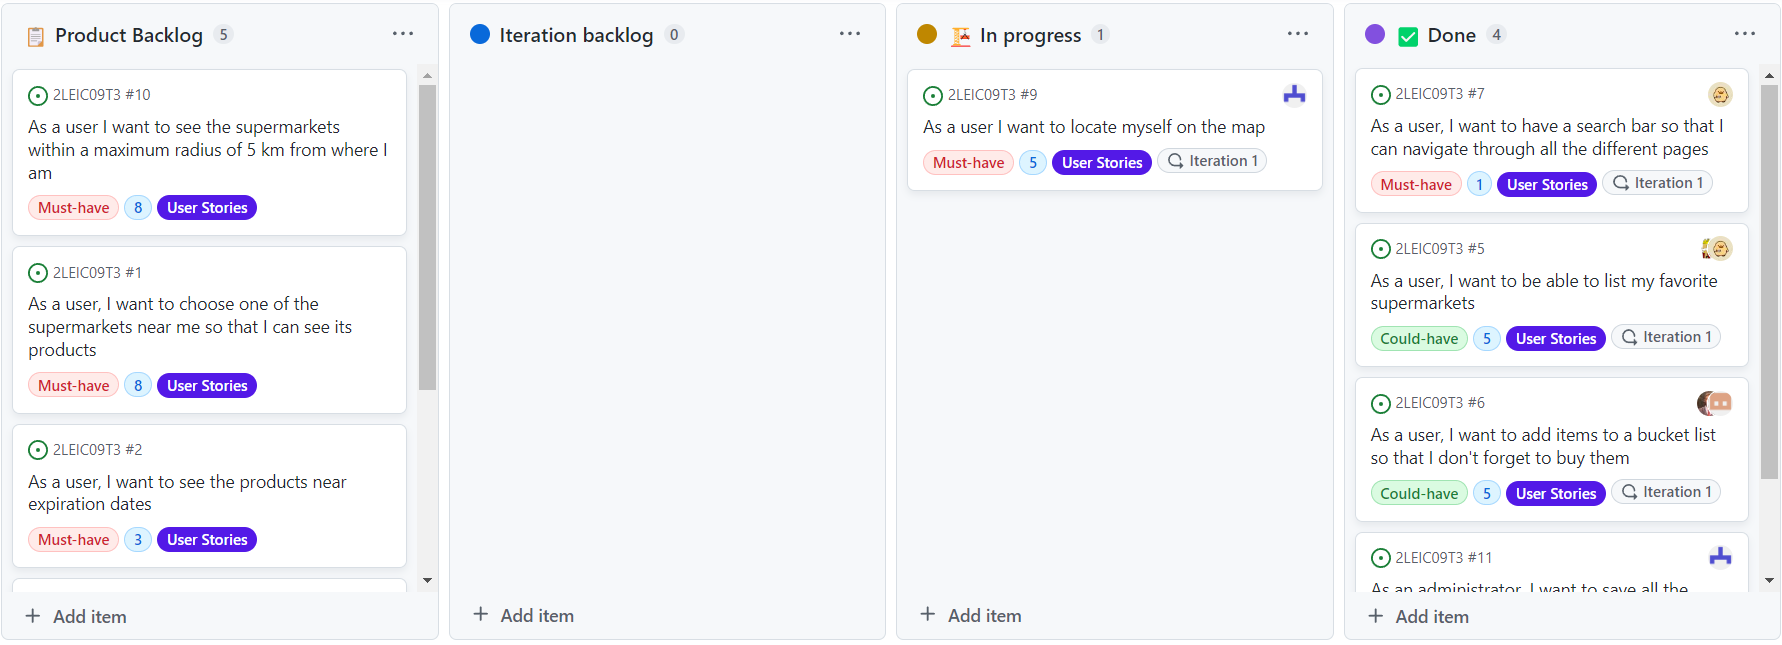 Product Backlog 5
2LEIC09T3 #10
As a user I want to see the supermarkets
within a maximum radius of 5 km from where I
am
Must-have 8 User Stories
2LEIC09T3 #1
As a user, I want to choose one of the
supermarkets near me so that I can see its
products
Must-have 8 User Stories
2LEIC09T3 #2
As a user, I want to see the products near
expiration dates
Must-have 3 User Stories
+ Add item
Iteration backlog 0
+ Add item
In progress 1
2LEIC09T3 #9
As a user I want to locate myself on the map
Must-have 5 User Stories Iteration 1
+ Add item
Done 4
2LEIC09T3 #7
As a user, I want to have a search bar so that I
can navigate through all the different pages
Must-have 1 User Stories Iteration 1
2LEIC09T3 #5
As a user, I want to be able to list my favorite
supermarkets
Could-have 5 User Stories Iteration 1
2LEIC09T3 #6
As a user, I want to add items to a bucket list
so that I don't forget to buy them
Could-have 5 User Stories Iteration 1
2LEIC09T3 #11
As an administrator, I want to save all the
+ Add item